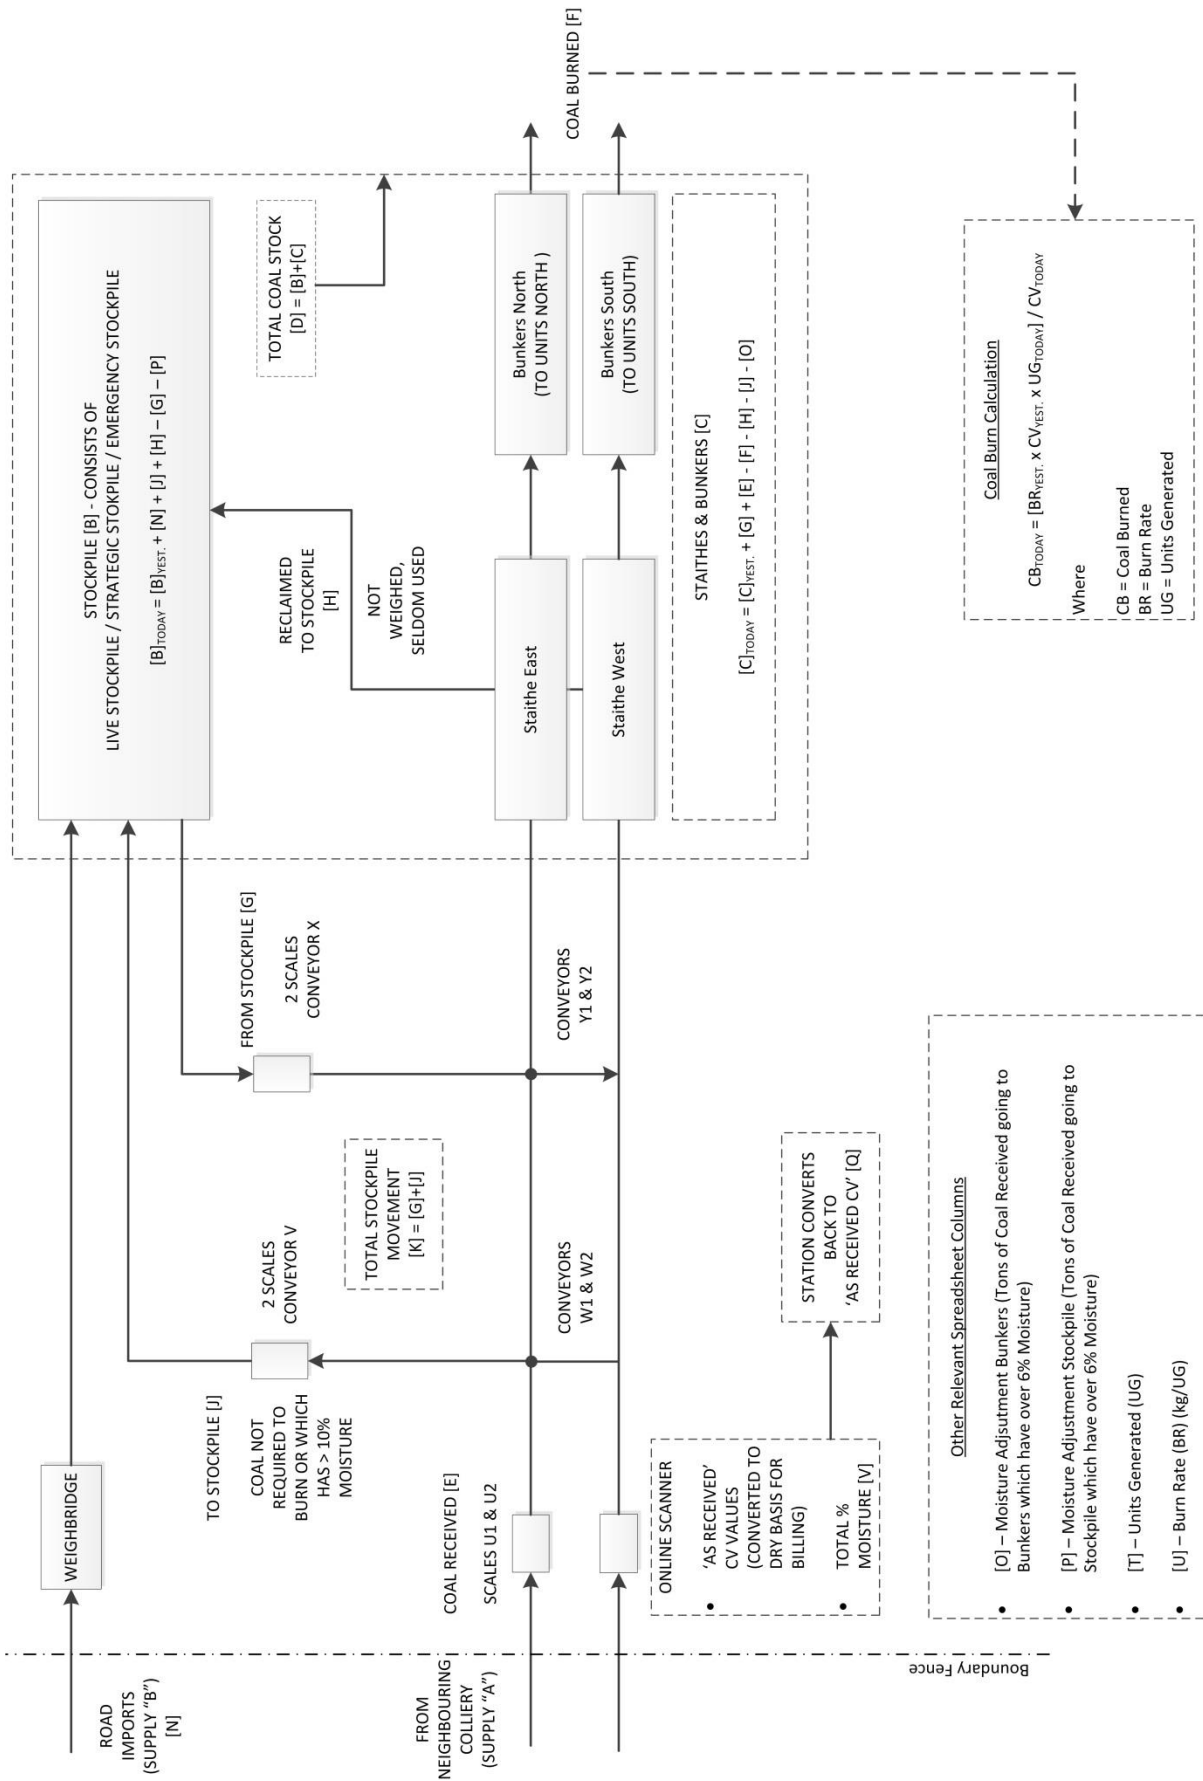 ROAD
IMPORTS
(SUPPLY “B”)
[N]
WEIGHBRIDGE
STOCKPILE [B] - CONSISTS OF
LIVE STOCKPILE / STRATEGIC STOKPILE / EMERGENCY STOCKPILE
[B]TODAY = [B]YEST. + [N] + [J] + [H] – [G] – [P]
TO STOCKPILE [J]
COAL NOT
REQUIRED TO
BURN OR WHICH
HAS > 10%
MOISTURE
2 SCALES
CONVEYOR V
TOTAL STOCKPILE
MOVEMENT
[K] = [G]+[J]
FROM STOCKPILE [G]
2 SCALES
CONVEYOR X
RECLAIMED
TO STOCKPILE
[H]
NOT
WEIGHED,
SELDOM USED
TOTAL COAL STOCK
[D] = [B]+[C]
FROM
NEIGHBOURING
COLLIERY
(SUPPLY “A”)
COAL RECEIVED [E]
SCALES U1 & U2
CONVEYORS
W1 & W2
CONVEYORS
Y1 & Y2
Staithe East
Staithe West
Bunkers North
(TO UNITS NORTH )
Bunkers South
(TO UNITS SOUTH)
COAL BURNED [F]
STAITHES & BUNKERS [C]
[C]TODAY = [C]YEST. + [G] + [E] - [F] - [H] - [J] - [O]
ONLINE SCANNER
• ‘AS RECEIVED’
CV VALUES
(CONVERTED TO
DRY BASIS FOR
BILLING)
• TOTAL %
MOISTURE [V]
STATION CONVERTS
BACK TO
‘AS RECEIVED CV’ [Q]
Boundary Fence
Other Relevant Spreadsheet Columns
• [O] – Moisture Adjsutment Bunkers (Tons of Coal Received going to
Bunkers which have over 6% Moisture)
• [P] – Moisture Adjustment Stockpile (Tons of Coal Received going to
Stockpile which have over 6% Moisture)
• [T] – Units Generated (UG)
• [U] – Burn Rate (BR) (kg/UG)
Coal Burn Calculation
CBTODAY = [BRYEST. x CVYEST. x UGTODAY] / CVTODAY
Where
CB = Coal Burned
BR = Burn Rate
UG = Units Generated